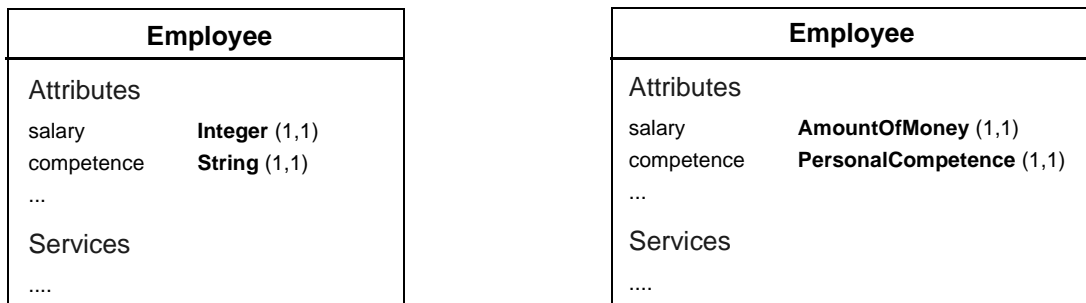 Employee
Attributes
salary Integer (1,1)
competence String (1,1)
...
Services
....
Employee
Attributes
salary AmountOfMoney (1,1)
competence PersonalCompetence (1,1)
...
Services
....